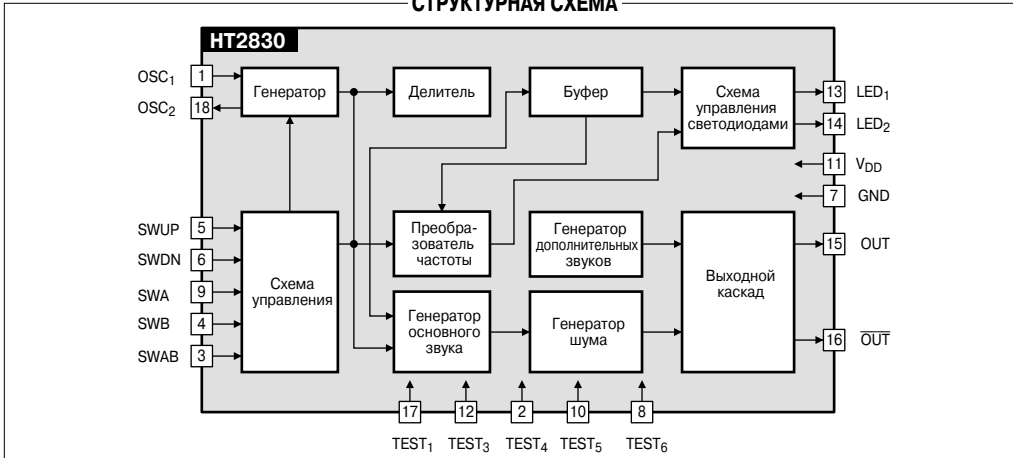 СТРУКТУРНАЯ СХЕМА
HT2830
OSC1
1
OSC2
18
Генератор
Делитель
Буфер
Схема
управления
светодиодами
13
LED1
14
LED2
11
VDD
7
GND
SWUP
5
SWDN
6
SWA
9
SWB
4
SWAB
3
Схема
управления
Преобра-
зователь
частоты
Генератор
дополнительных
звуков
Генератор
основного
звука
Генератор
шума
Выходной
каскад
15
OUT
16
OUT
17
12
2
10
8
TEST1
TEST3
TEST4
TEST5
TEST6